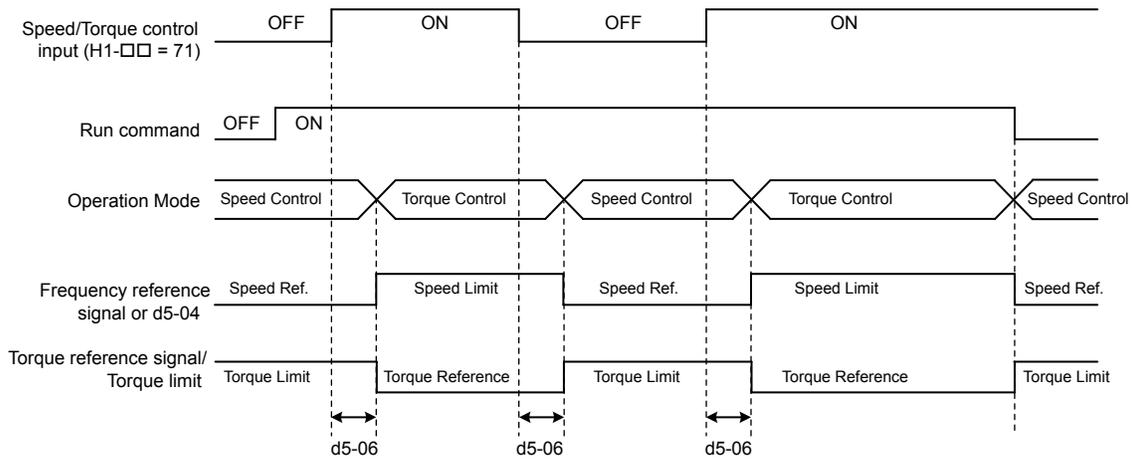 Speed/Torque control
input (H1-□□ = 71)
OFF ON OFF ON
Run command
OFF ON
Operation Mode
Speed Control Torque Control Speed Control Torque Control Speed Control
Frequency reference
signal or d5-04
Speed Ref. Speed Limit Speed Ref. Speed Limit Speed Ref.
Torque reference signal/
Torque limit
Torque Limit Torque Reference Torque Limit Torque Reference Torque Limit
d5-06 d5-06 d5-06